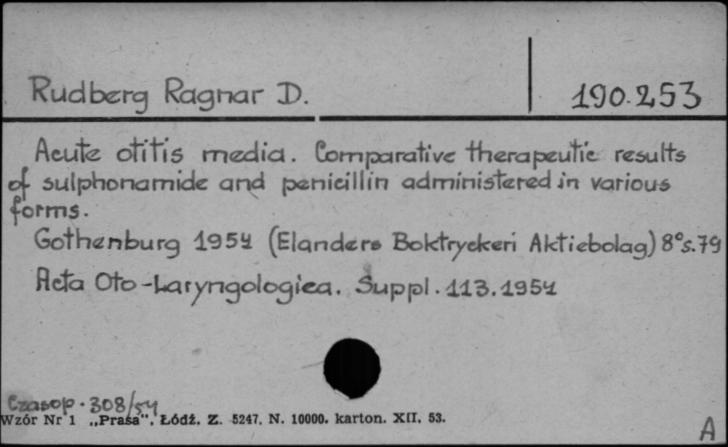 Rudberg Ragnar D. 190.253
Acute otitis media. Comparative therapeutic results
of sulphonamide and penicillin administered in various
forms.
Gothenburg 1954 (Elanders Boktryckeri Aktiebolag) 8° s.79
Acta Oto-Laryngologica. Suppl. 113. 1954
Czasop. 308/54
Wzór Nr 1 „Prasa”, Łódź. Z. 5247. N. 10000. karton. XII. 53.
A